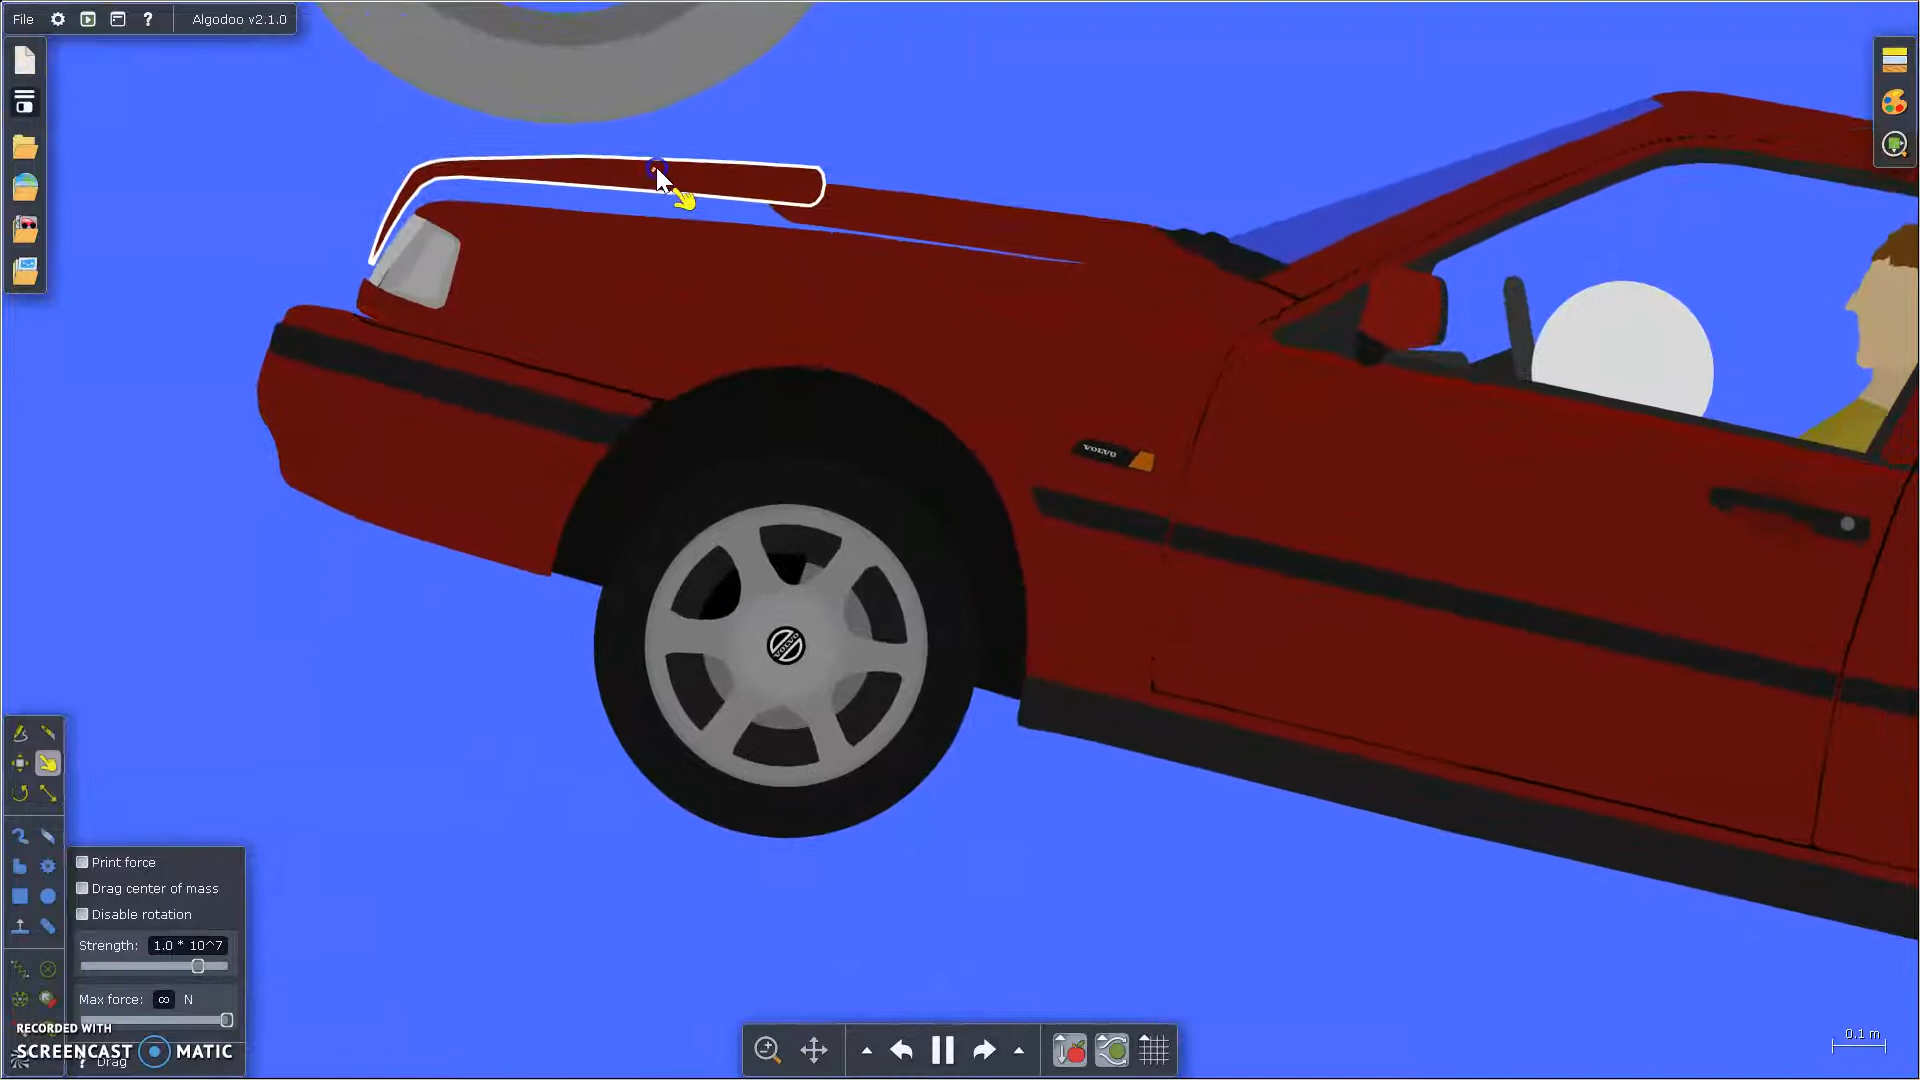 File ? Algodoo v2.1.0
VOLVO
VOLVO
Print force
Drag center of mass
Disable rotation
Strength: 1.0 * 10^7
Max force: ∞ N
RECORDED WITH
SCREENCAST MATIC
? Drag
0.1 m